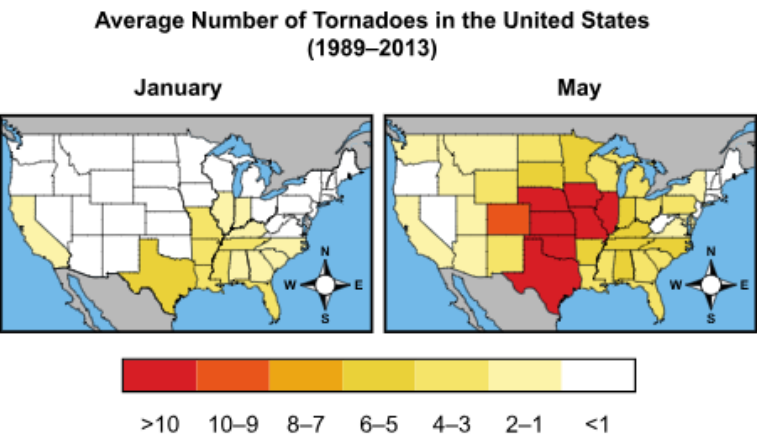 Average Number of Tornadoes in the United States
(1989–2013)
January
May
N
W E
S
N
W E
S
>10 10–9 8–7 6–5 4–3 2–1 <1